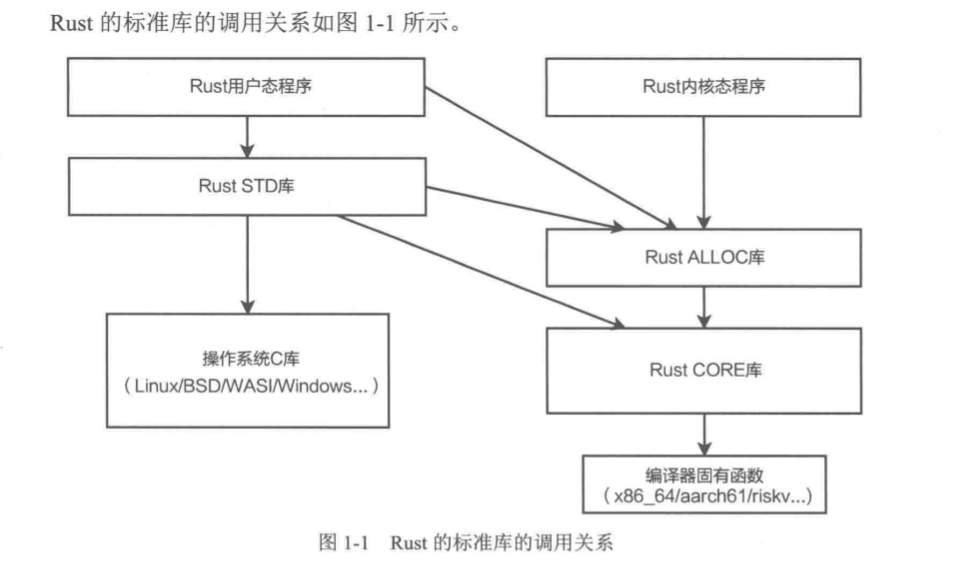 Rust 的标准库的调用关系如图 1-1 所示。
Rust用户态程序
Rust内核态程序
Rust STD库
Rust ALLOC库
操作系统C库
（Linux/BSD/WASI/Windows...）
Rust CORE库
编译器固有函数
（x86_64/aarch61/riskv...）
图 1-1 Rust 的标准库的调用关系